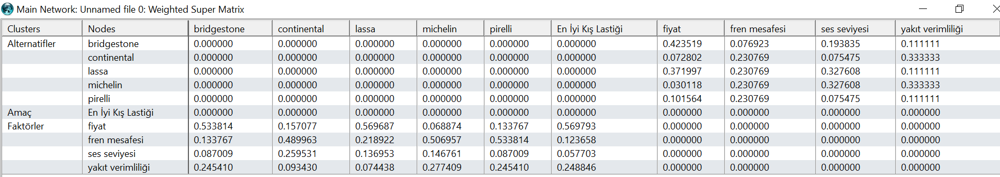 Main Network: Unnamed file 0: Weighted Super Matrix
Clusters Nodes bridgestone continental lassa michelin pirelli En İyi Kış Lastiği fiyat fren mesafesi ses seviyesi yakıt verimliliği
Alternatifler bridgestone 0.000000 0.000000 0.000000 0.000000 0.000000 0.000000 0.423519 0.076923 0.193835 0.111111
continental 0.000000 0.000000 0.000000 0.000000 0.000000 0.000000 0.072802 0.230769 0.075475 0.333333
lassa 0.000000 0.000000 0.000000 0.000000 0.000000 0.000000 0.371997 0.230769 0.327608 0.111111
michelin 0.000000 0.000000 0.000000 0.000000 0.000000 0.000000 0.030118 0.230769 0.327608 0.333333
pirelli 0.000000 0.000000 0.000000 0.000000 0.000000 0.000000 0.101564 0.230769 0.075475 0.111111
Amaç En İyi Kış Lastiği 0.000000 0.000000 0.000000 0.000000 0.000000 0.000000 0.000000 0.000000 0.000000 0.000000
Faktörler fiyat 0.533814 0.157077 0.569687 0.068874 0.133767 0.569793 0.000000 0.000000 0.000000 0.000000
fren mesafesi 0.133767 0.489963 0.218922 0.506957 0.533814 0.123658 0.000000 0.000000 0.000000 0.000000
ses seviyesi 0.087009 0.259531 0.136953 0.146761 0.087009 0.057703 0.000000 0.000000 0.000000 0.000000
yakıt verimliliği 0.245410 0.093430 0.074438 0.277409 0.245410 0.248846 0.000000 0.000000 0.000000 0.000000